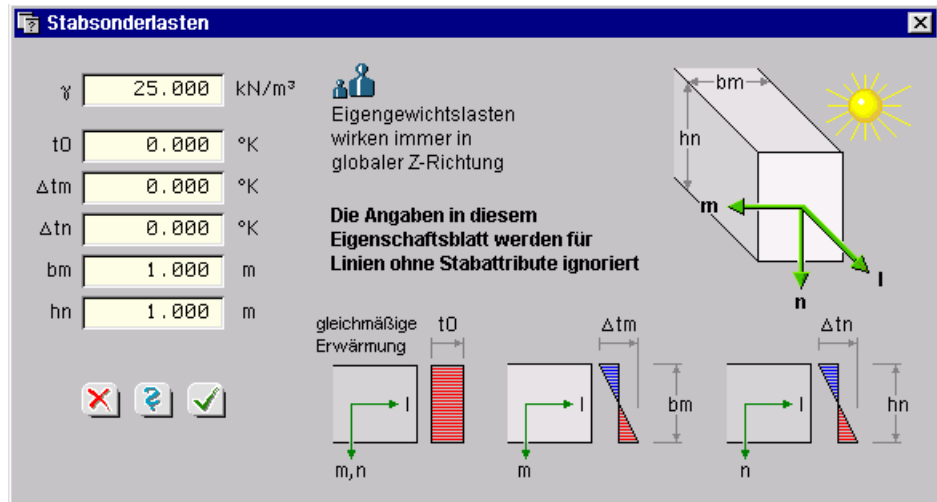 Stabsonderlasten
γ 25.000 kN/m³
t0 0.000 °K
Δtm 0.000 °K
Δtn 0.000 °K
bm 1.000 m
hn 1.000 m
Eigengewichtslasten
wirken immer in
globaler Z-Richtung
Die Angaben in diesem
Eigenschaftsblatt werden für
Linien ohne Stabattribute ignoriert
bm
hn
m
n
l
gleichmäßige
Erwärmung
t0
l
m,n
Δtm
l
bm
m
Δtn
l
hn
n